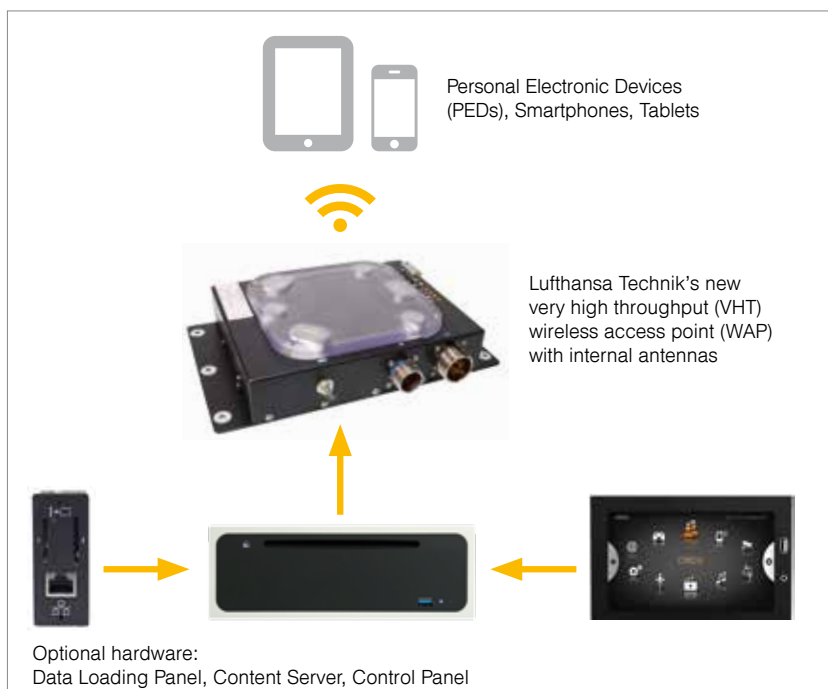 Personal Electronic Devices
(PEDs), Smartphones, Tablets
Lufthansa Technik's new
very high throughput (VHT)
wireless access point (WAP)
with internal antennas
Optional hardware:
Data Loading Panel, Content Server, Control Panel